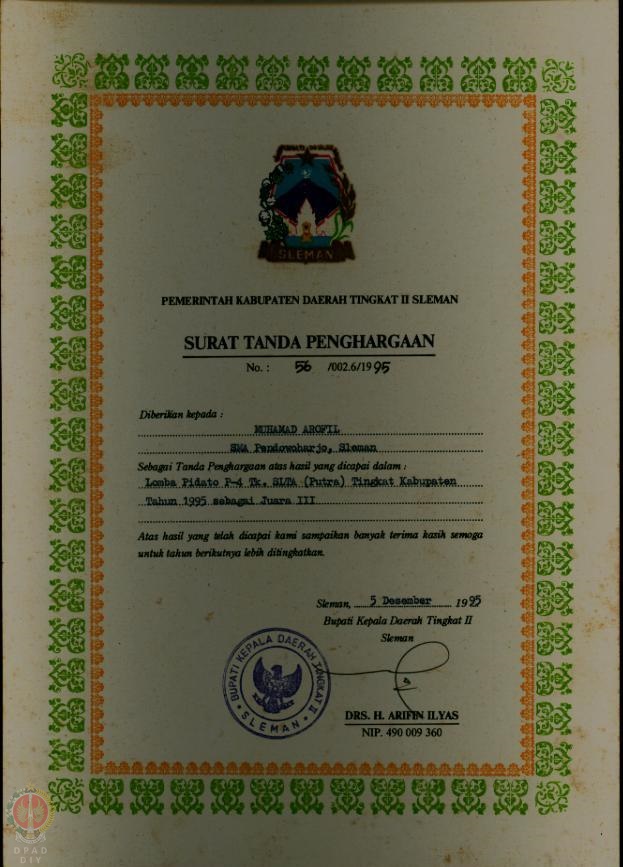 SLEMAN
PEMERINTAH KABUPATEN DAERAH TINGKAT II SLEMAN
SURAT TANDA PENGHARGAAN
No. : 56 /002.6/1995
Diberikan kepada :
MUHAMAD AROFIL
SMA Pendowoharjo, Sleman
Sebagai Tanda Penghargaan atas hasil yang dicapai dalam :
Lomba Pidato P-4 Tk. SLTA (Putra) Tingkat Kabupaten
Tahun 1995 sebagai Juara III
Atas hasil yang telah dicapai kami sampaikan banyak terima kasih semoga
untuk tahun berikutnya lebih ditingkatkan.
Sleman, 5 Desember 1995
Bupati Kepala Daerah Tingkat II
Sleman
BUPATI KEPALA DAERAH TINGKAT II
SLEMAN
DRS. H. ARIFIN ILYAS
NIP. 490 009 360
DPAD
DIY